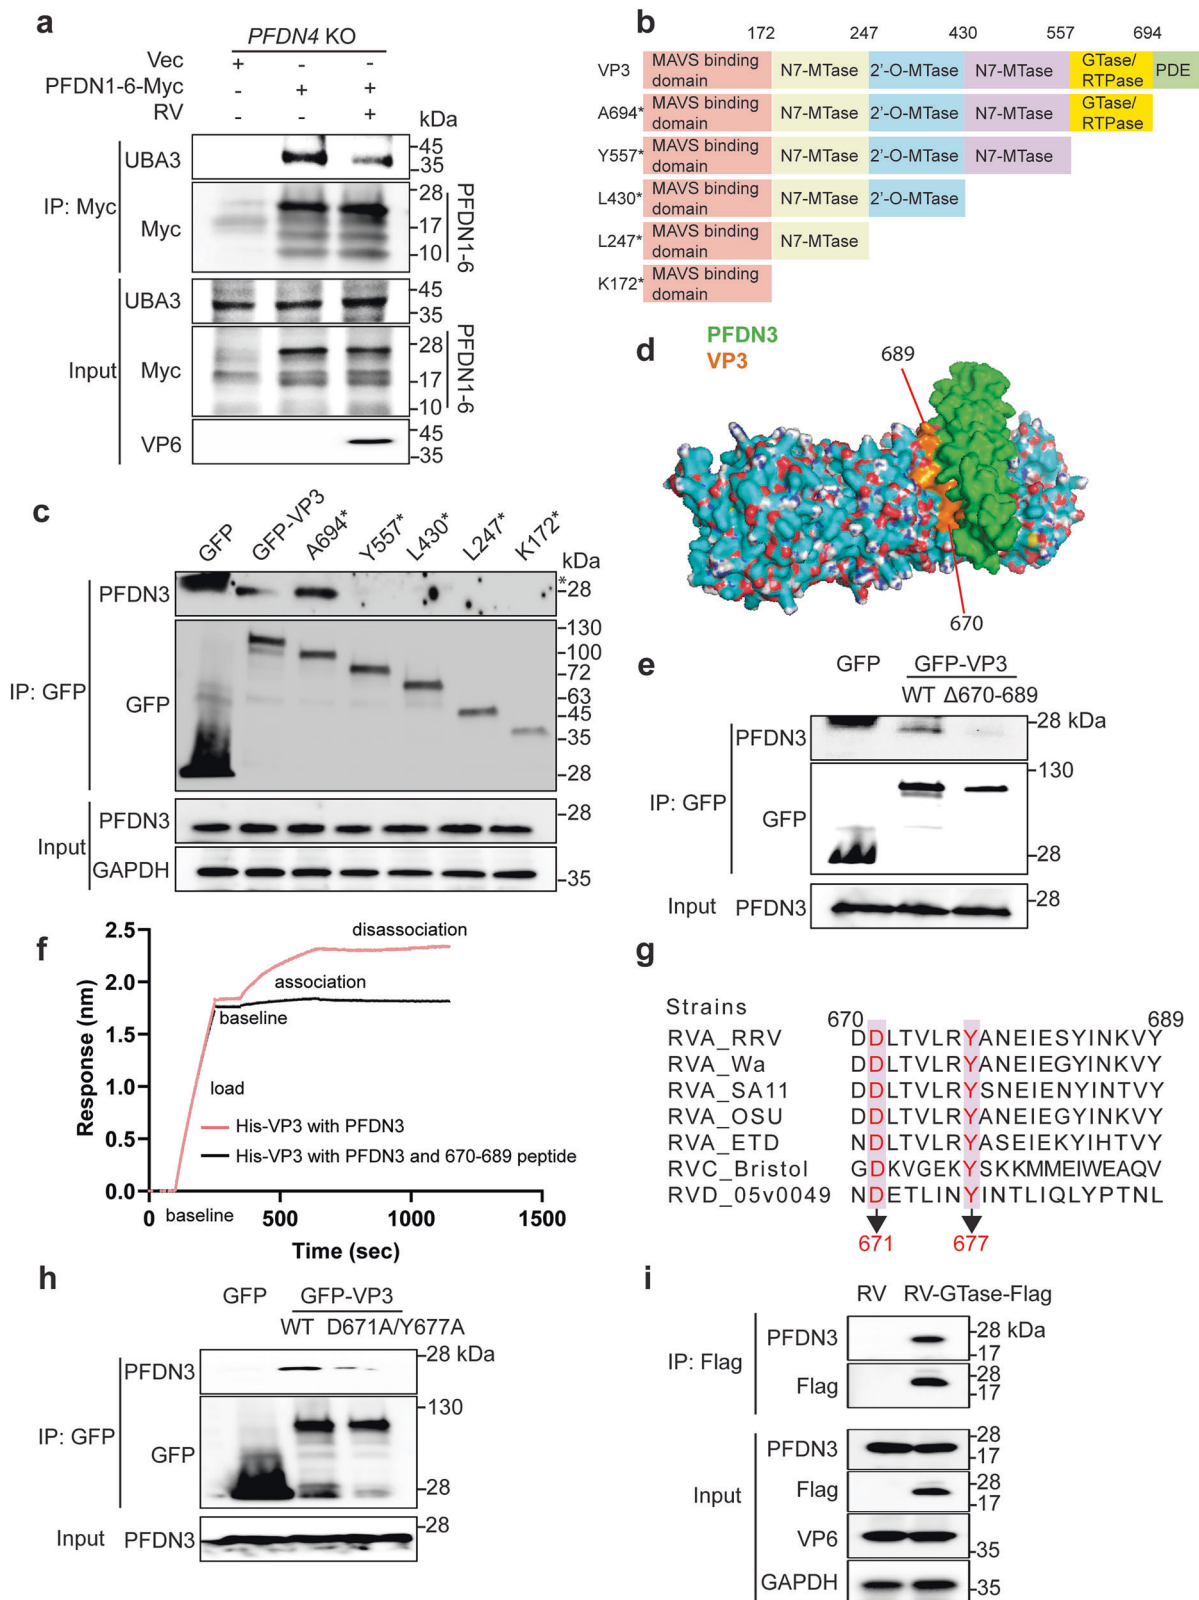 a
PFDN4 KO
Vec + - -
PFDN1-6-Myc - + +
RV - - +
kDa
IP: Myc
UBA3
45
35
Myc
28
17
10
PFDN1-6
Input
UBA3
45
35
Myc
28
17
10
PFDN1-6
VP6
45
35
b
172 247 430 557 694
VP3 MAVS binding domain N7-MTase 2'-O-MTase N7-MTase GTase/RTPase PDE
A694* MAVS binding domain N7-MTase 2'-O-MTase N7-MTase GTase/RTPase
Y557* MAVS binding domain N7-MTase 2'-O-MTase N7-MTase
L430* MAVS binding domain N7-MTase 2'-O-MTase
L247* MAVS binding domain N7-MTase
K172* MAVS binding domain
c
GFP GFP-VP3 A694* Y557* L430* L247* K172*
kDa
IP: GFP
PFDN3
*
28
GFP
130
100
72
63
45
35
28
Input
PFDN3
28
GAPDH
35
d
PFDN3
VP3
689
670
e
GFP GFP-VP3
WT Δ670-689
IP: GFP
PFDN3
28 kDa
GFP
130
28
Input PFDN3
28
f
Response (nm)
2.5
2.0
1.5
1.0
0.5
0.0
disassociation
association
baseline
load
His-VP3 with PFDN3
His-VP3 with PFDN3 and 670-689 peptide
baseline
0 500 1000 1500
Time (sec)
g
Strains
670 689
RVA_RRV DDLTVLRYANEIESYINKVY
RVA_Wa DDLTVLRYANEIEGYINKVY
RVA_SA11 DDLTVLRYSNEIENYINTVY
RVA_OSU DDLTVLRYANEIEGYINKVY
RVA_ETD NDLTVLRYASEIEKYIHTVY
RVC_Bristol GDKVGEKYSKKMMEIWEAQV
RVD_05v0049 NDETLINYINTLIQLYPTNL
671 677
h
GFP GFP-VP3
WT D671A/Y677A
IP: GFP
PFDN3
28 kDa
GFP
130
28
Input PFDN3
28
i
RV RV-GTase-Flag
IP: Flag
PFDN3
28 kDa
17
Flag
28
17
Input
PFDN3
28
17
Flag
28
17
VP6
35
GAPDH
35